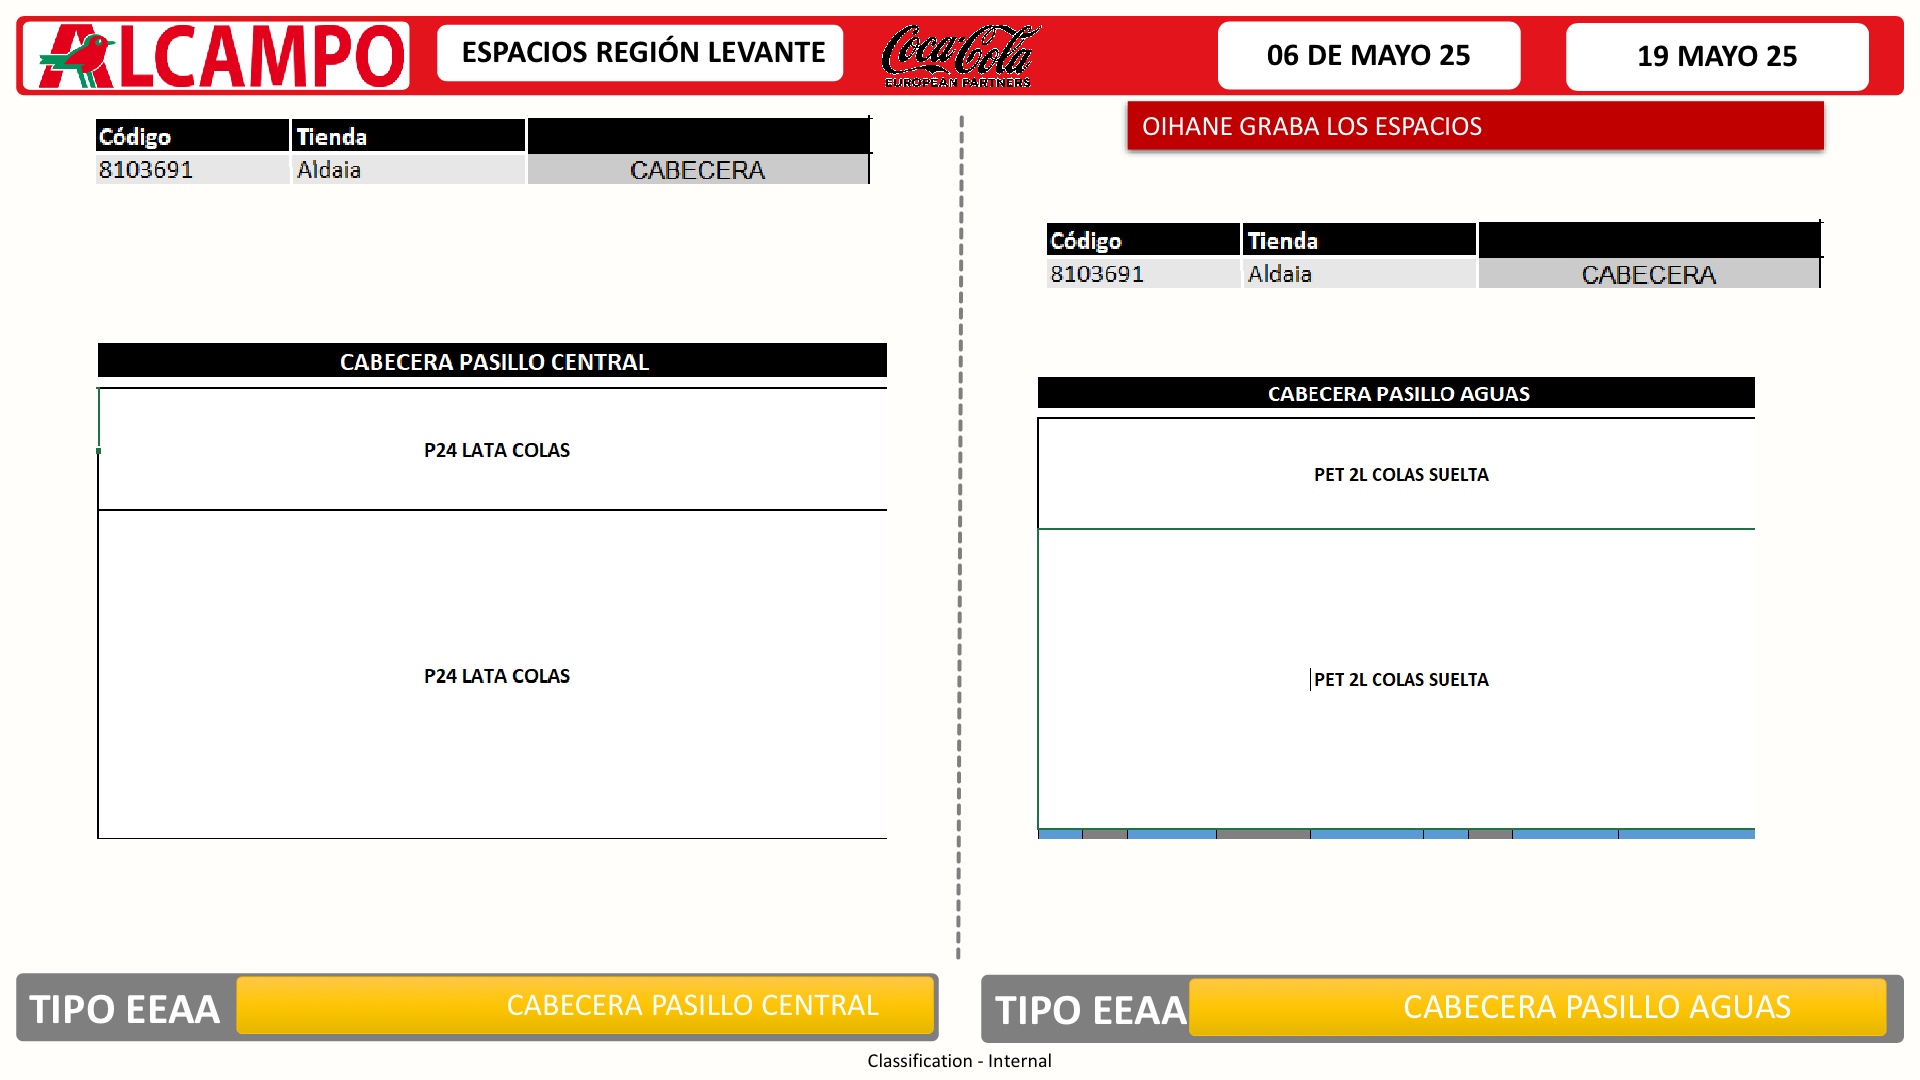 ALCAMPO
ESPACIOS REGIÓN LEVANTE
Coca-Cola
EUROPEAN PARTNERS
06 DE MAYO 25
19 MAYO 25
Código Tienda
8103691 Aldaia CABECERA
CABECERA PASILLO CENTRAL
P24 LATA COLAS
P24 LATA COLAS
TIPO EEAA CABECERA PASILLO CENTRAL
OIHANE GRABA LOS ESPACIOS
Código Tienda
8103691 Aldaia CABECERA
CABECERA PASILLO AGUAS
PET 2L COLAS SUELTA
PET 2L COLAS SUELTA
TIPO EEAA CABECERA PASILLO AGUAS
Classification - Internal